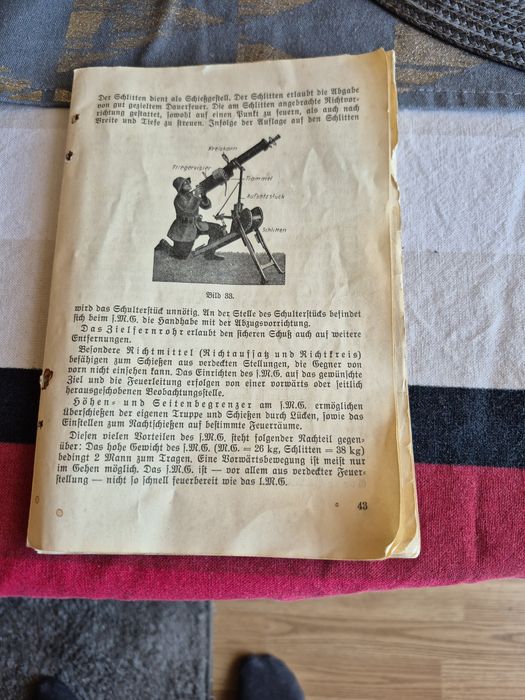 Der Schlitten dient als Schießgestell. Der Schlitten erlaubt die Abgabe
von gut gezieltem Dauerfeuer. Die am Schlitten angebrachte Richtvor-
richtung gestattet, sowohl auf einen Punkt zu feuern, als auch nach
Breite und Tiefe zu streuen. Infolge der Auflage auf den Schlitten
Kreiskorn
Fliegervisier
Trommel
Aufsatzstück
Schlitten
Bild 33.
wird das Schulterstück unnötig. An der Stelle des Schulterstücks befindet
sich beim s.M.G. die Handhabe mit der Abzugsvorrichtung.
Das Zielfernrohr erlaubt den sicheren Schuß auch auf weitere
Entfernungen.
Besondere Richtmittel (Richtaufsatz und Richtkreis)
befähigen zum Schießen aus verdeckten Stellungen, die Gegner von
vorn nicht einsehen kann. Das Einrichten des s.M.G. auf das gewünschte
Ziel und die Feuerleitung erfolgen von einer vorwärts oder seitlich
herausgeschobenen Beobachtungsstelle.
Höhen- und Seitenbegrenzer am s.M.G. ermöglichen
Überschießen der eigenen Truppe und Schießen durch Lücken, sowie das
Einstellen zum Nachtschießen auf bestimmte Feuerräume.
Diesen vielen Vorteilen des s.M.G. steht folgender Nachteil gegen-
über: Das hohe Gewicht des s.M.G. (M.G. = 26 kg, Schlitten = 38 kg)
bedingt 2 Mann zum Tragen. Eine Vorwärtsbewegung ist meist nur
im Gehen möglich. Das s.M.G. ist — vor allem aus verdeckter Feuer-
stellung — nicht so schnell feuerbereit wie das l.M.G.
43